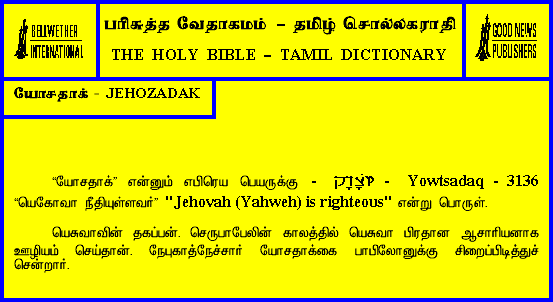 BELLWETHER
INTERNATIONAL
பரிசுத்த வேதாகமம் – தமிழ் சொல்லகராதி
THE HOLY BIBLE – TAMIL DICTIONARY
GOOD NEWS
PUBLISHERS
யோசதாக் - JEHOZADAK
“யோசதாக்” என்னும் எபிரெய பெயருக்கு - - Yowtsadaq - 3136
“யெகோவா நீதியுள்ளவர்” "Jehovah (Yahweh) is righteous" என்று பொருள்.
யெசுவாவின் தகப்பன். செருபாபேலின் காலத்தில் யெசுவா பிரதான ஆசாரியனாக
ஊழியம் செய்தான். நேபுகாத்நேச்சார் யோசதாக்கை பாபிலோனுக்கு சிறைப்பிடித்துச்
சென்றார்.